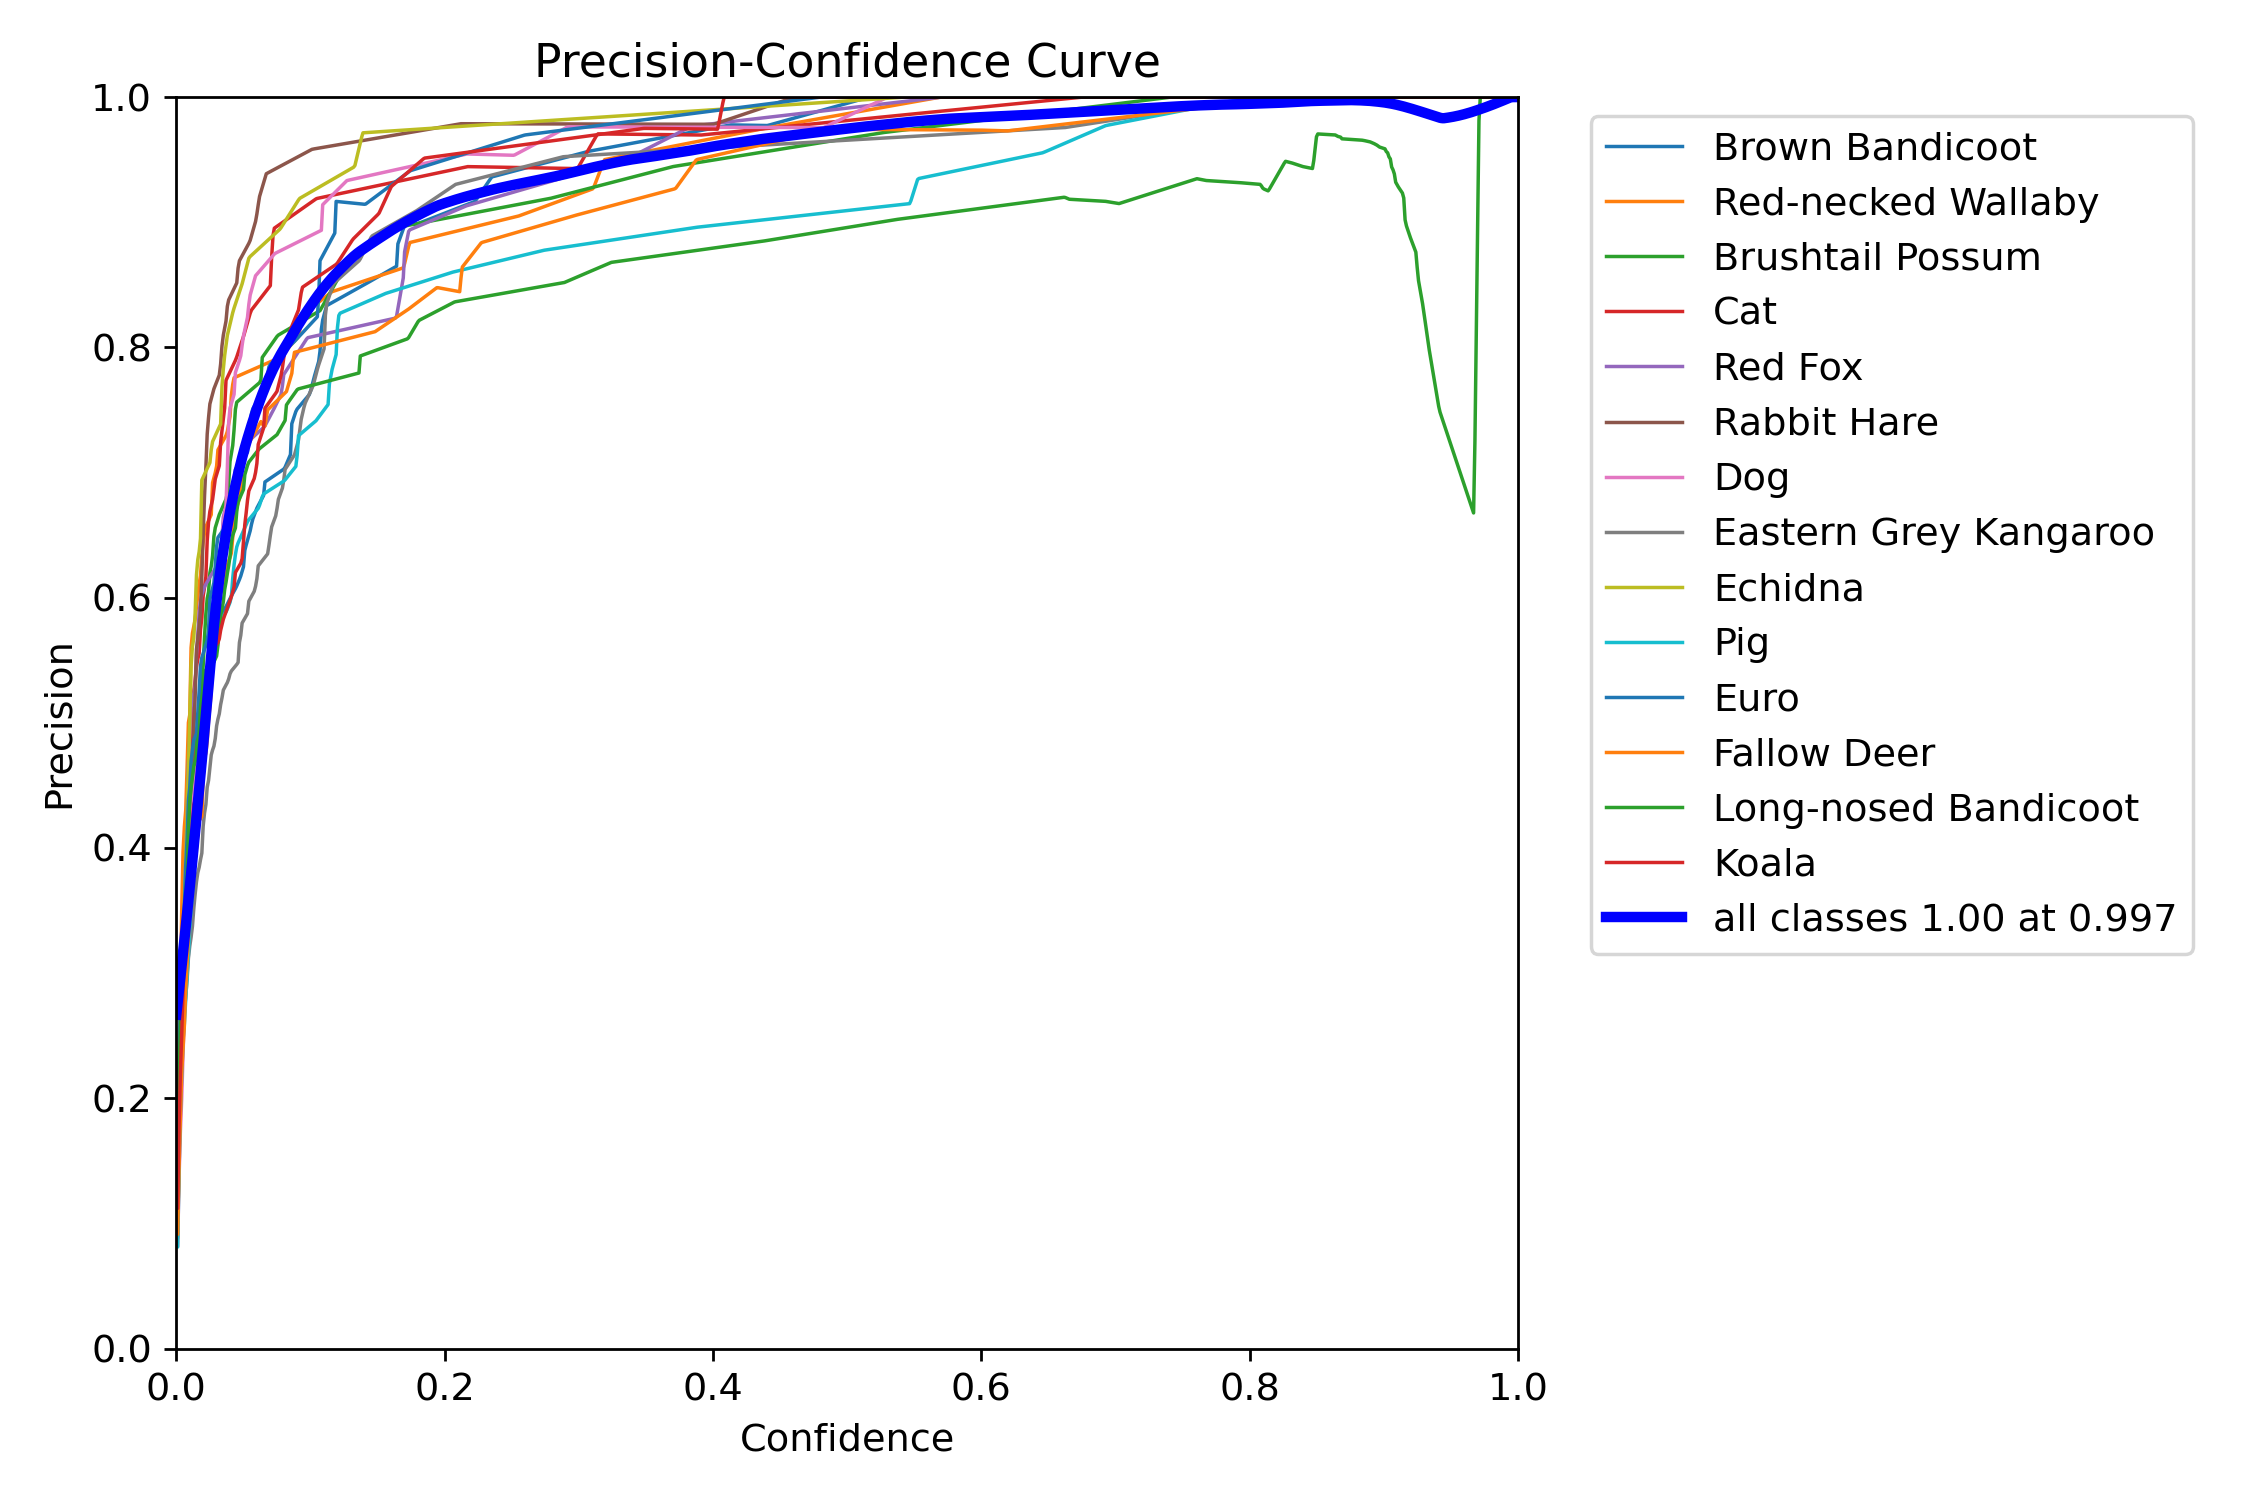 Precision-Confidence Curve
1.0
0.8
0.6
0.4
0.2
0.0
Precision
0.0 0.2 0.4 0.6 0.8 1.0
Confidence
Brown Bandicoot
Red-necked Wallaby
Brushtail Possum
Cat
Red Fox
Rabbit Hare
Dog
Eastern Grey Kangaroo
Echidna
Pig
Euro
Fallow Deer
Long-nosed Bandicoot
Koala
all classes 1.00 at 0.997